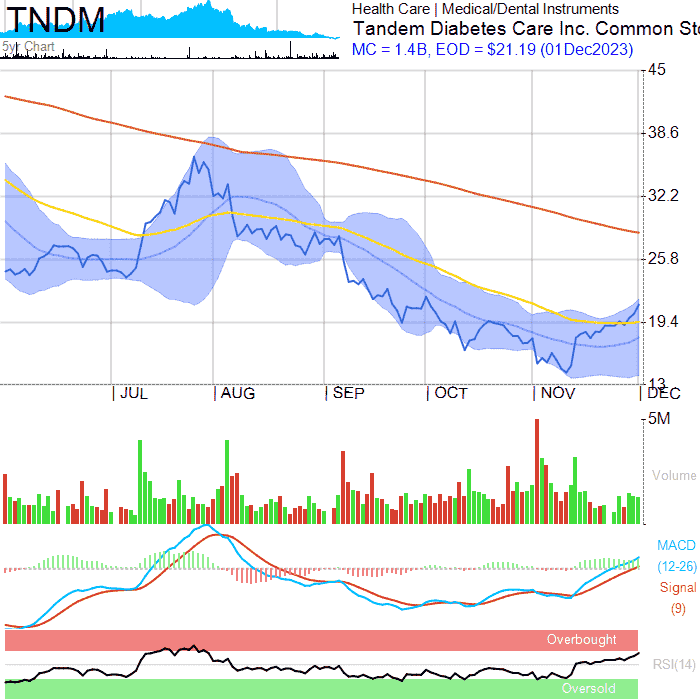 TNDM
5yr Chart
Health Care | Medical/Dental Instruments
Tandem Diabetes Care Inc. Common Sto
MC = 1.4B, EOD = $21.19 (01Dec2023)
45
38.6
32.2
25.8
19.4
13
JUL AUG SEP OCT NOV DEC
5M
Volume
MACD
(12-26)
Signal
(9)
Overbought
RSI(14)
Oversold